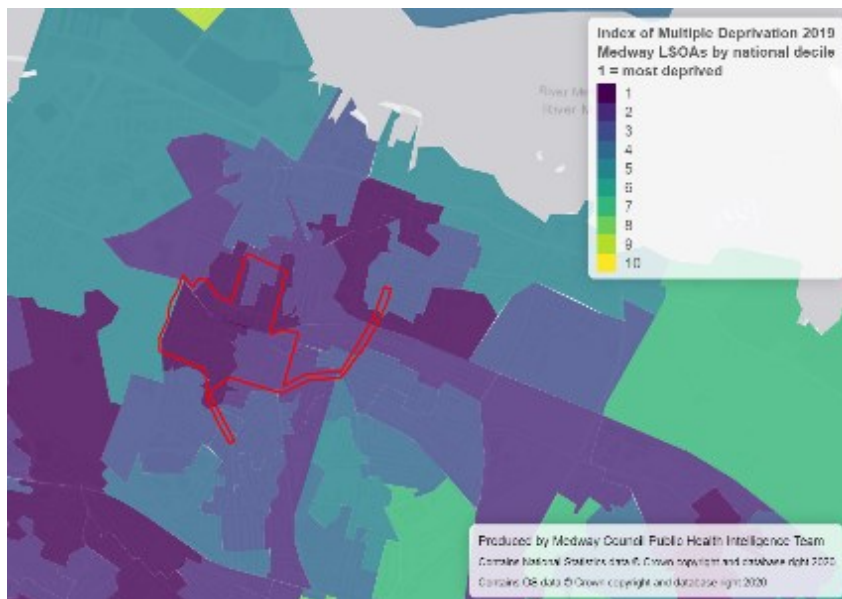 Index of Multiple Deprivation 2019
Medway LSOAs by national decile
1 = most deprived
1
2
3
4
5
6
7
8
9
10
River
River
Produced by Medway Council Public Health Intelligence Team
Contains National Statistics data © Crown copyright and database right 2020
Contains OS data © Crown copyright and database right 2020